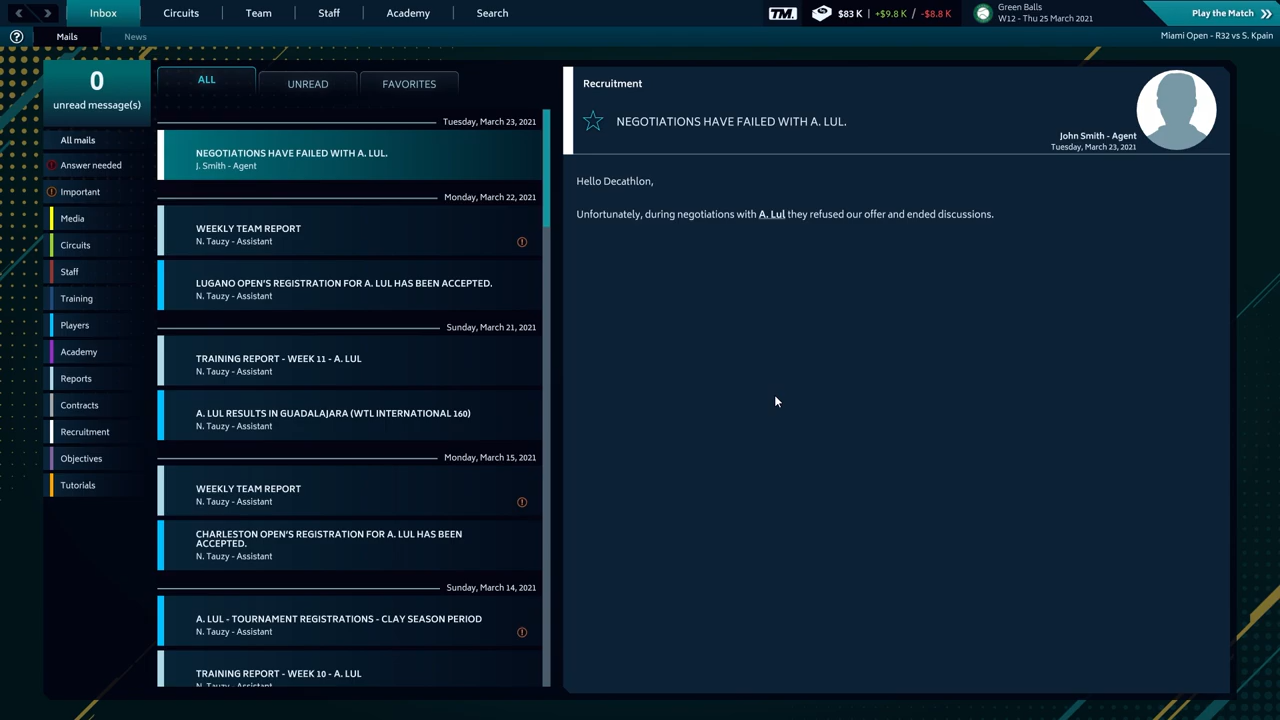 Inbox
Circuits
Team
Staff
Academy
Search
TM.
$83 K | +$9.8 K / -$8.8 K
Green Balls
W12 - Thu 25 March 2021
Play the Match
Mails
News
Miami Open - R32 vs S. Kpain
0
unread message(s)
All mails
Answer needed
Important
Media
Circuits
Staff
Training
Players
Academy
Reports
Contracts
Recruitment
Objectives
Tutorials
ALL
UNREAD
FAVORITES
Tuesday, March 23, 2021
NEGOTIATIONS HAVE FAILED WITH A. LUL.
J. Smith - Agent
Monday, March 22, 2021
WEEKLY TEAM REPORT
N. Tauzy - Assistant
LUGANO OPEN'S REGISTRATION FOR A. LUL HAS BEEN ACCEPTED.
N. Tauzy - Assistant
Sunday, March 21, 2021
TRAINING REPORT - WEEK 11 - A. LUL
N. Tauzy - Assistant
A. LUL RESULTS IN GUADALAJARA (WTL INTERNATIONAL 160)
N. Tauzy - Assistant
Monday, March 15, 2021
WEEKLY TEAM REPORT
N. Tauzy - Assistant
CHARLESTON OPEN'S REGISTRATION FOR A. LUL HAS BEEN
ACCEPTED.
N. Tauzy - Assistant
Sunday, March 14, 2021
A. LUL - TOURNAMENT REGISTRATIONS - CLAY SEASON PERIOD
N. Tauzy - Assistant
TRAINING REPORT - WEEK 10 - A. LUL
N. Tauzy - Assistant
Recruitment
NEGOTIATIONS HAVE FAILED WITH A. LUL.
John Smith - Agent
Tuesday, March 23, 2021
Hello Decathlon,
Unfortunately, during negotiations with A. Lul they refused our offer and ended discussions.